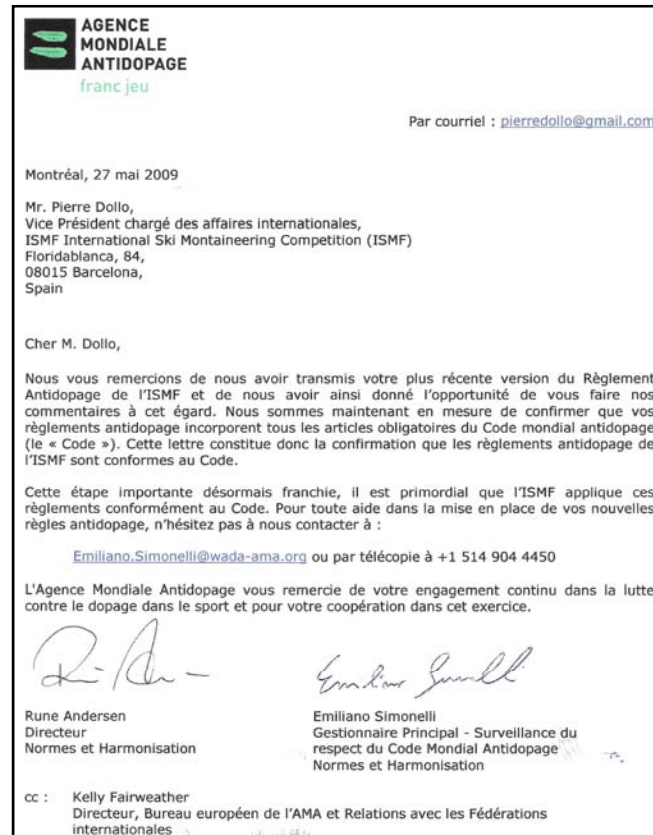 AGENCE
MONDIALE
ANTIDOPAGE
franc jeu
Par courriel : pierredollo@gmail.com
Montréal, 27 mai 2009
Mr. Pierre Dollo,
Vice Président chargé des affaires internationales,
ISMF International Ski Montaineering Competition (ISMF)
Floridablanca, 84,
08015 Barcelona,
Spain
Cher M. Dollo,
Nous vous remercions de nous avoir transmis votre plus récente version du Règlement
Antidopage de l'ISMF et de nous avoir ainsi donné l'opportunité de vous faire nos
commentaires à cet égard. Nous sommes maintenant en mesure de confirmer que vos
règlements antidopage incorporent tous les articles obligatoires du Code mondial antidopage
(le « Code »). Cette lettre constitue donc la confirmation que les règlements antidopage de
l'ISMF sont conformes au Code.
Cette étape importante désormais franchie, il est primordial que l'ISMF applique ces
règlements conformément au Code. Pour toute aide dans la mise en place de vos nouvelles
règles antidopage, n'hésitez pas à nous contacter à :
Emiliano.Simonelli@wada-ama.org ou par télécopie à +1 514 904 4450
L'Agence Mondiale Antidopage vous remercie de votre engagement continu dans la lutte
contre le dopage dans le sport et pour votre coopération dans cet exercice.
Rune Andersen
Directeur
Normes et Harmonisation
Emiliano Simonelli
Gestionnaire Principal - Surveillance du
respect du Code Mondial Antidopage
Normes et Harmonisation
cc : Kelly Fairweather
Directeur, Bureau européen de l'AMA et Relations avec les Fédérations
internationales